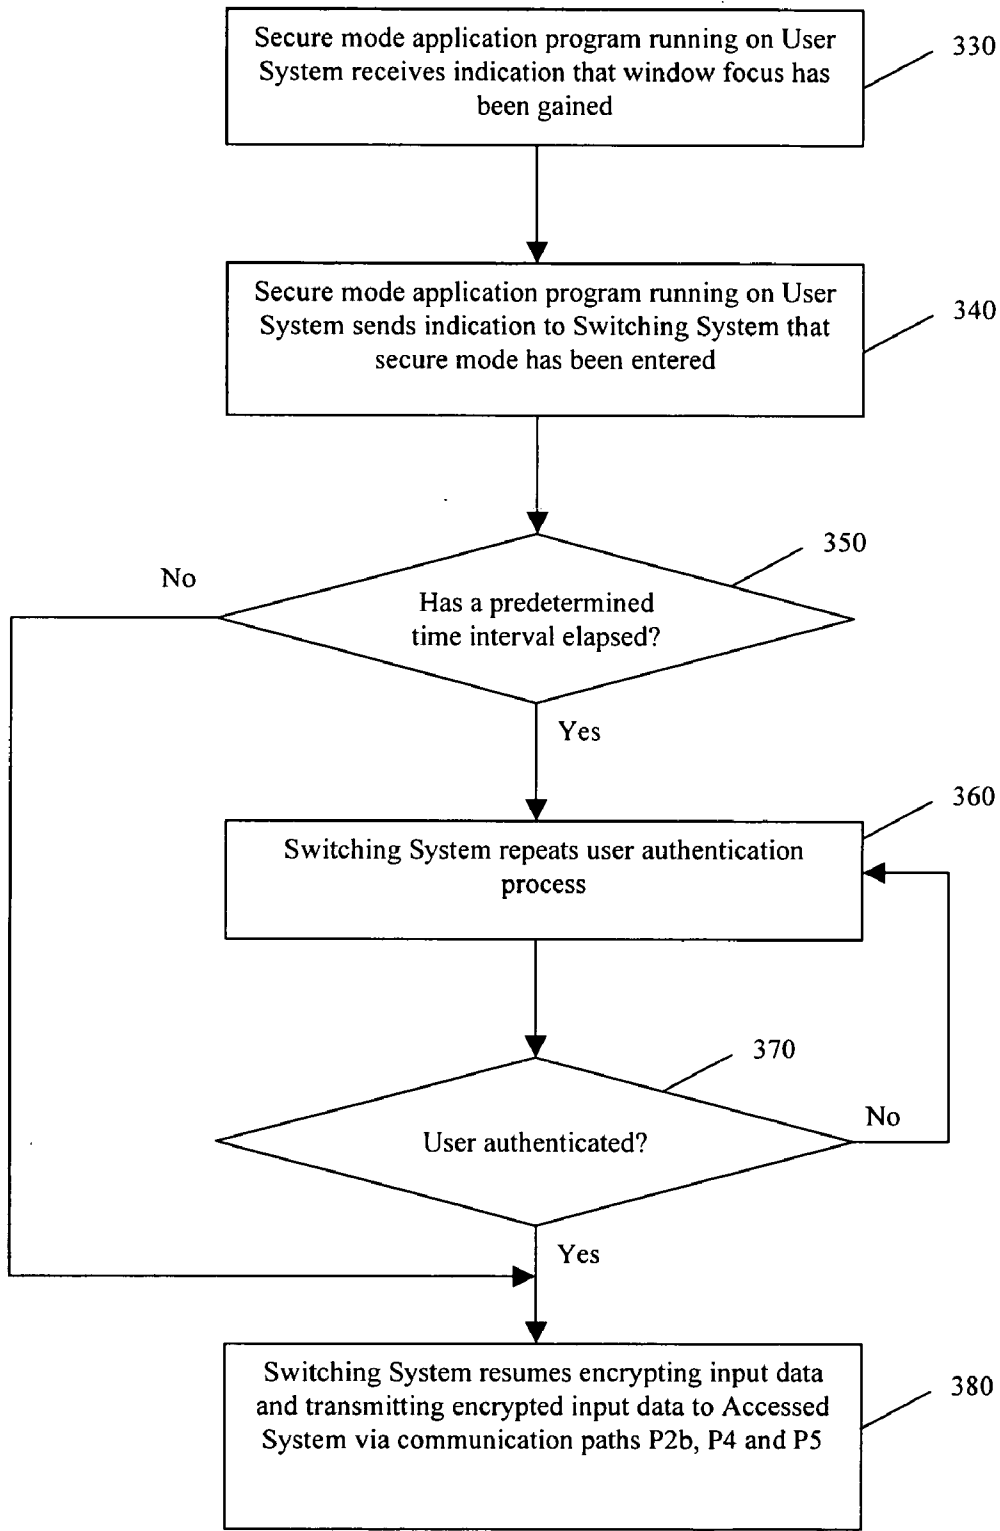 Secure mode application program running on User
System receives indication that window focus has
been gained
330
Secure mode application program running on User
System sends indication to Switching System that
secure mode has been entered
340
350
No
Has a predetermined
time interval elapsed?
Yes
360
Switching System repeats user authentication
process
370
No
User authenticated?
Yes
Switching System resumes encrypting input data
and transmitting encrypted input data to Accessed
System via communication paths P2b, P4 and P5
380